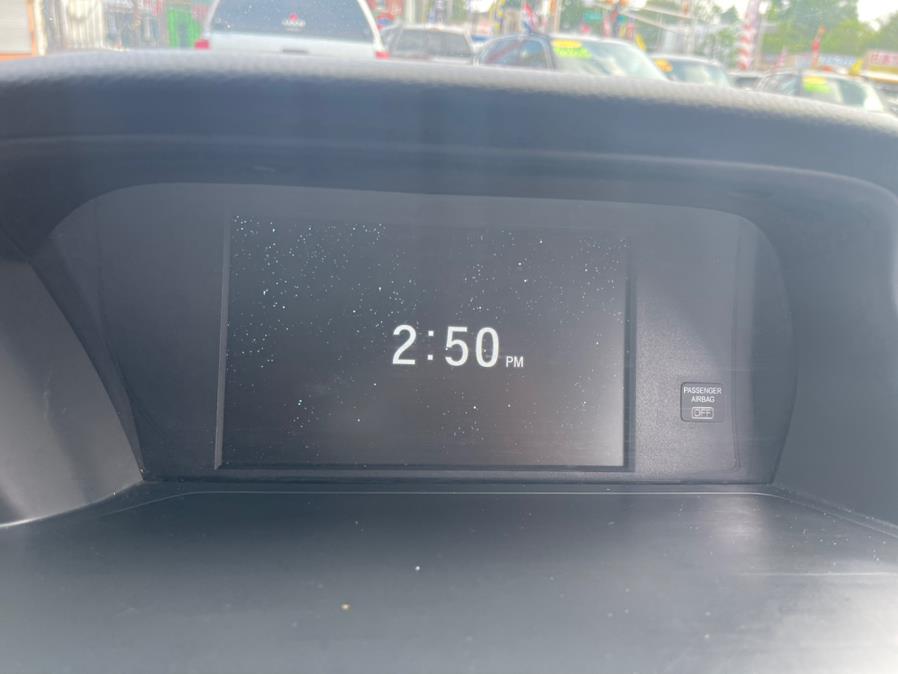 2:50 PM
PASSENGER
AIRBAG
OFF